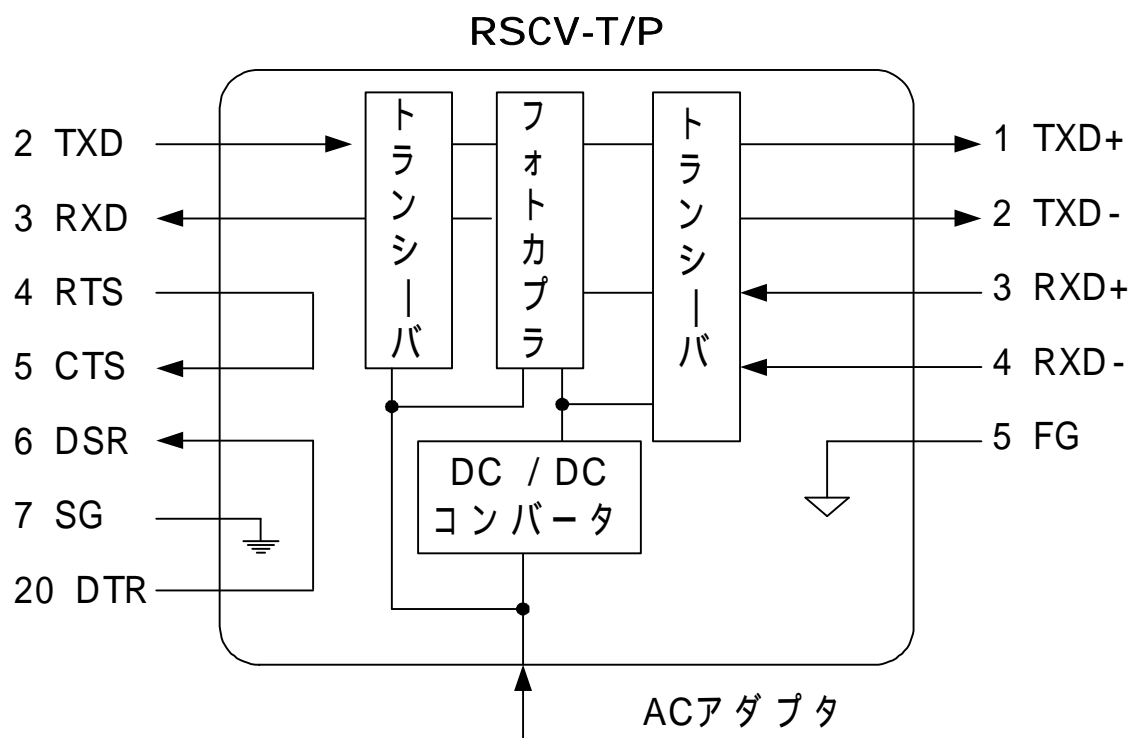 RSCV-T/P
2 TXD
3 RXD
4 RTS
5 CTS
6 DSR
7 SG
20 DTR
トランシーバ
フォトカプラ
トランシーバ
DC / DC
コンバータ
1 TXD+
2 TXD-
3 RXD+
4 RXD-
5 FG
ACアダプタ